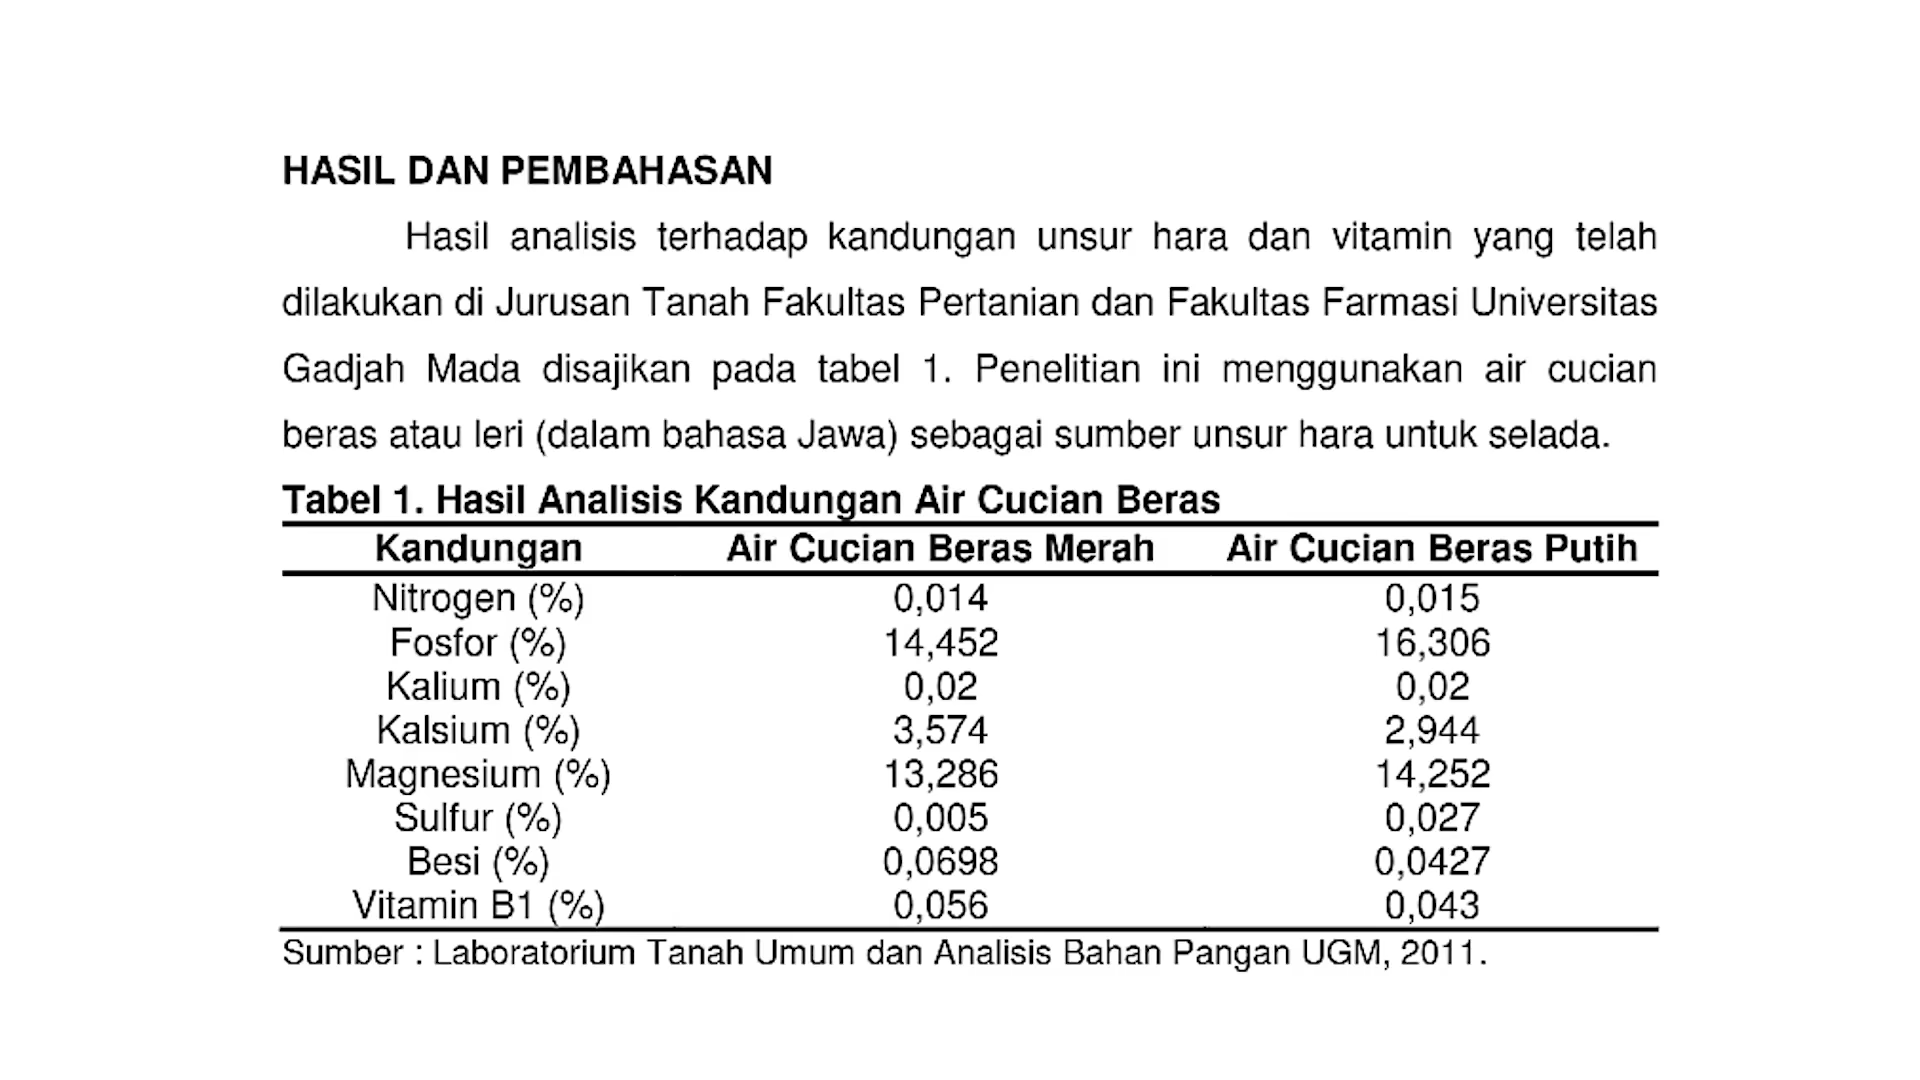 HASIL DAN PEMBAHASAN
Hasil analisis terhadap kandungan unsur hara dan vitamin yang telah
dilakukan di Jurusan Tanah Fakultas Pertanian dan Fakultas Farmasi Universitas
Gadjah Mada disajikan pada tabel 1. Penelitian ini menggunakan air cucian
beras atau leri (dalam bahasa Jawa) sebagai sumber unsur hara untuk selada.
Tabel 1. Hasil Analisis Kandungan Air Cucian Beras
Kandungan Air Cucian Beras Merah Air Cucian Beras Putih
Nitrogen (%) 0,014 0,015
Fosfor (%) 14,452 16,306
Kalium (%) 0,02 0,02
Kalsium (%) 3,574 2,944
Magnesium (%) 13,286 14,252
Sulfur (%) 0,005 0,027
Besi (%) 0,0698 0,0427
Vitamin B1 (%) 0,056 0,043
Sumber : Laboratorium Tanah Umum dan Analisis Bahan Pangan UGM, 2011.